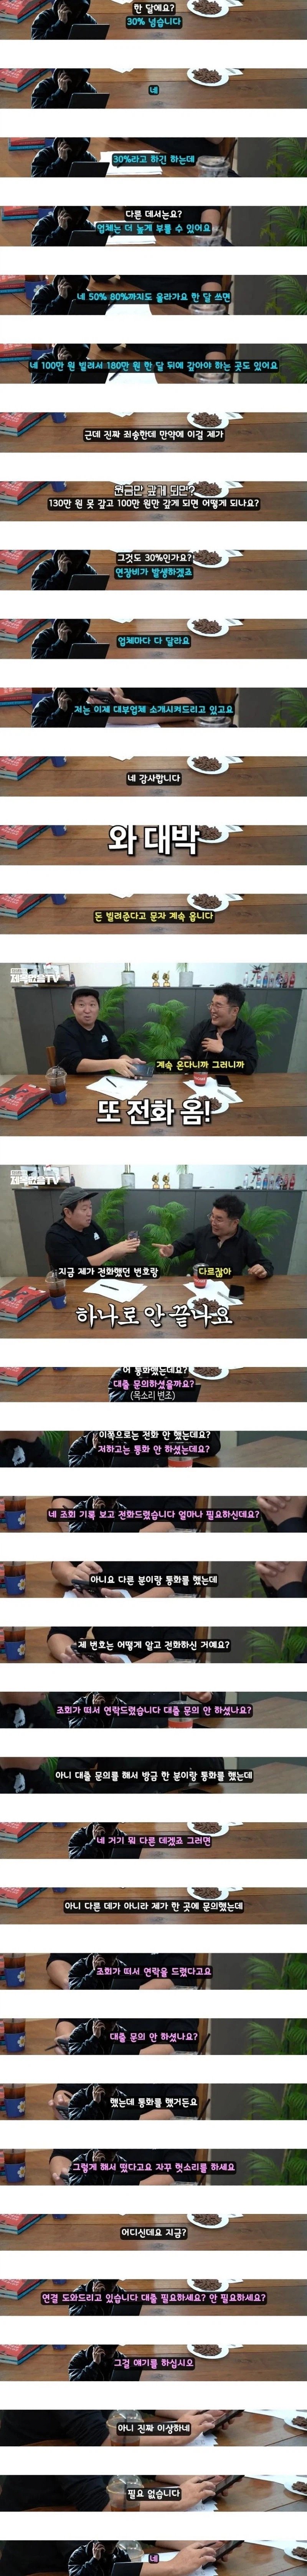 한 달에요?
30% 넘습니다
네
30%라고 하긴 하는데
다른 데서는요?
업체는 더 높게 부를 수 있어요
네 50% 80%까지도 올라가요 한 달 쓰면
네 100만 원 빌려서 180만 원 한 달 뒤에 갚아야 하는 곳도 있어요
근데 진짜 죄송한데 만약에 이걸 제가
원금만 갚게 되면?
130만 원 못 갚고 100만 원만 갚게 되면 어떻게 되나요?
그것도 30%인가요?
연장비가 발생하겠죠
업체마다 다 달라요
저는 이제 대부업체 소개시켜드리고 있고요
네 감사합니다
와 대박
돈 빌려준다고 문자 계속 옵니다
계속 온다니까 그러니까
또 전화 옴!
지금 제가 전화했던 번호랑
다르잖아
하나로 안 끝나요
어 통화했는데요?
대출 문의하셨을까요?
(목소리 변조)
이쪽으로는 전화 안 했는데요?
저하고는 통화 안 하셨는데요?
네 조회 기록 보고 전화드렸습니다 얼마나 필요하신데요?
아니요 다른 분이랑 통화를 했는데
제 번호는 어떻게 알고 전화하신 거예요?
조회가 떠서 연락드렸습니다 대출 문의 안 하셨나요?
아니 대출 문의를 해서 방금 한 분이랑 통화를 했는데
네 거기 뭐 다른 데겠죠 그러면
아니 다른 데가 아니라 제가 한 곳에 문의했는데
조회가 떠서 연락을 드렸다고요
대출 문의 안 하셨나요?
했는데 통화를 했거든요
그렇게 해서 떴다고요 자꾸 헛소리를 하세요
어디신데요 지금?
연결 도와드리고 있습니다 대출 필요하세요? 안 필요하세요?
그걸 얘기를 하십시오
아니 진짜 이상하네
필요 없습니다
네